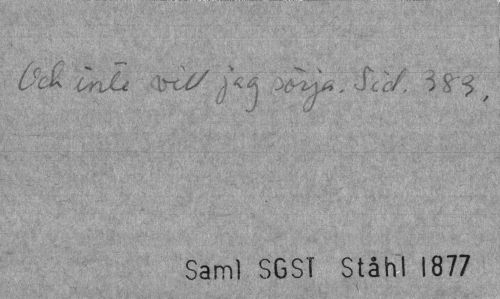 Och inte vill jag sörja. Sid. 383,
Saml SGST Ståhl 1877